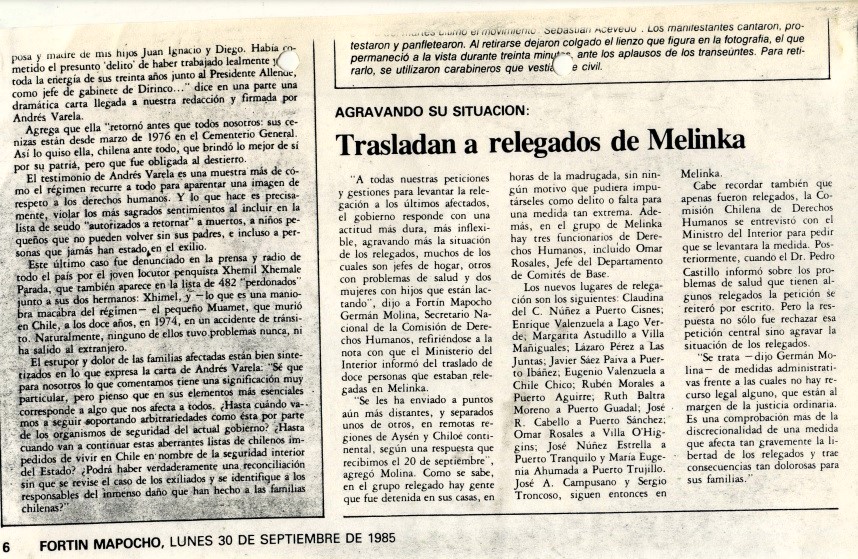 posa y madre de mis hijos Juan Ignacio y Diego. Había co-
metido el presunto 'delito' de haber trabajado lealmente y
toda la energía de sus treinta años junto al Presidente Allende,
como jefe de gabinete de Dirinco..." dice en una parte una
dramática carta llegada a nuestra redacción y firmada por
Andrés Varela.
Agrega que ella "retornó antes que todos nosotros: sus ce-
nizas están desde marzo de 1976 en el Cementerio General.
Así lo quiso ella, chilena ante todo, que brindó lo mejor de sí
por su patria, pero que fue obligada al destierro.
El testimonio de Andrés Varela es una muestra más de có-
mo el régimen recurre a todo para aparentar una imagen de
respeto a los derechos humanos. Y lo que hace es precisa-
mente, violar los más sagrados sentimientos al incluir en la
lista de seudo "autorizados a retornar" a muertos, a niños pe-
queños que no pueden volver sin sus padres, e incluso a per-
sonas que jamás han estado en el exilio.
Este último caso fue denunciado en la prensa y radio de
todo el país por el joven locutor penquista Xhemil Xhemale
Parada, que también aparece en la lista de 482 "perdonados"
junto a sus dos hermanos: Xhimel, y —lo que es una manio-
bra macabra del régimen— el pequeño Muamet, que murió
en Chile, a los doce años, en 1974, en un accidente de tránsi-
to. Naturalmente, ninguno de ellos tuvo problemas nunca, ni
ha salido al extranjero.
El estupor y dolor de las familias afectadas están bien sinte-
tizados en lo que expresa la carta de Andrés Varela: "Sé que
para nosotros lo que comentamos tiene una significación muy
particular, pero pienso que en sus elementos más esenciales
corresponde a algo que nos afecta a todos. ¿Hasta cuándo va-
mos a seguir soportando arbitrariedades como ésta por parte
de los organismos de seguridad del actual gobierno? ¿Hasta
cuando van a continuar estas aberrantes listas de chilenos im-
pedidos de vivir en Chile en nombre de la seguridad interior
del Estado? ¿Podrá haber verdaderamente una reconciliación
sin que se revise el caso de los exiliados y se identifique a los
responsables del inmenso daño que han hecho a las familias
chilenas?"
martes último el movimiento "Sebastián Acevedo". Los manifestantes cantaron, pro-
testaron y panfletearon. Al retirarse dejaron colgado el lienzo que figura en la fotografía, el que
permaneció a la vista durante treinta minutos, ante los aplausos de los transeúntes. Para reti-
rarlo, se utilizaron carabineros que de civil.
AGRAVANDO SU SITUACION:
Trasladan a relegados de Melinka
"A todas nuestras peticiones
y gestiones para levantar la rele-
gación a los últimos afectados,
el gobierno responde con una
actitud más dura, más inflexi-
ble, agravando más la situación
de los relegados, muchos de los
cuales son jefes de hogar, otros
con problemas de salud y dos
mujeres con hijos que están lac-
tando", dijo a Fortín Mapocho
Germán Molina, Secretario Na-
cional de la Comisión de Dere-
chos Humanos, refiriéndose a la
nota con que el Ministerio del
Interior informó del traslado de
doce personas que estaban rele-
gadas en Melinka.
"Se les ha enviado a puntos
aún más distantes, y separados
unos de otros, en remotas re-
giones de Aysén y Chiloé conti-
nental, según una respuesta que
recibimos el 20 de septiembre",
agregó Molina. Como se sabe,
en el grupo relegado hay gente
que fue detenida en sus casas, en
horas de la madrugada, sin nin-
gún motivo que pudiera impu-
társeles como delito o falta para
una medida tan extrema. Ade-
más, en el grupo de Melinka
hay tres funcionarios de Dere-
chos Humanos, incluido Omar
Rosales, Jefe del Departamento
de Comités de Base.
Los nuevos lugares de relega-
ción son los siguientes: Claudina
del C. Núñez a Puerto Cisnes;
Enrique Valenzuela a Lago Ver-
de; Margarita Astudillo a Villa
Mañiguales; Lázaro Pérez a Las
Juntas; Javier Sáez Paiva a Puer-
to Ibáñez; Eugenio Valenzuela a
Chile Chico; Rubén Morales a
Puerto Aguirre; Ruth Baltra
Moreno a Puerto Guadal; José
R. Cabello a Puerto Sánchez;
Omar Rosales a Villa O'Hig-
gins; José Núñez Estrella a
Puerto Tranquilo y María Euge-
nia Ahumada a Puerto Trujillo.
José A. Campusano y Sergio
Troncoso, siguen entonces en
Melinka.
Cabe recordar también que
apenas fueron relegados, la Co-
misión Chilena de Derechos
Humanos se entrevistó con el
Ministro del Interior para pedir
que se levantara la medida. Pos-
teriormente, cuando el Dr. Pedro
Castillo informó sobre los pro-
blemas de salud que tienen al-
gunos relegados la petición se
reiteró por escrito. Pero la res-
puesta no sólo fue rechazar esa
petición central sino agravar la
situación de los relegados.
"Se trata —dijo Germán Mo-
lina— de medidas administrati-
vas frente a las cuales no hay re-
curso legal alguno, que están al
margen de la justicia ordinaria.
Es una comprobación más de la
discrecionalidad de una medida
que afecta tan gravemente la li-
bertad de los relegados y trae
consecuencias tan dolorosas para
sus familias."
6 FORTIN MAPOCHO, LUNES 30 DE SEPTIEMBRE DE 1985